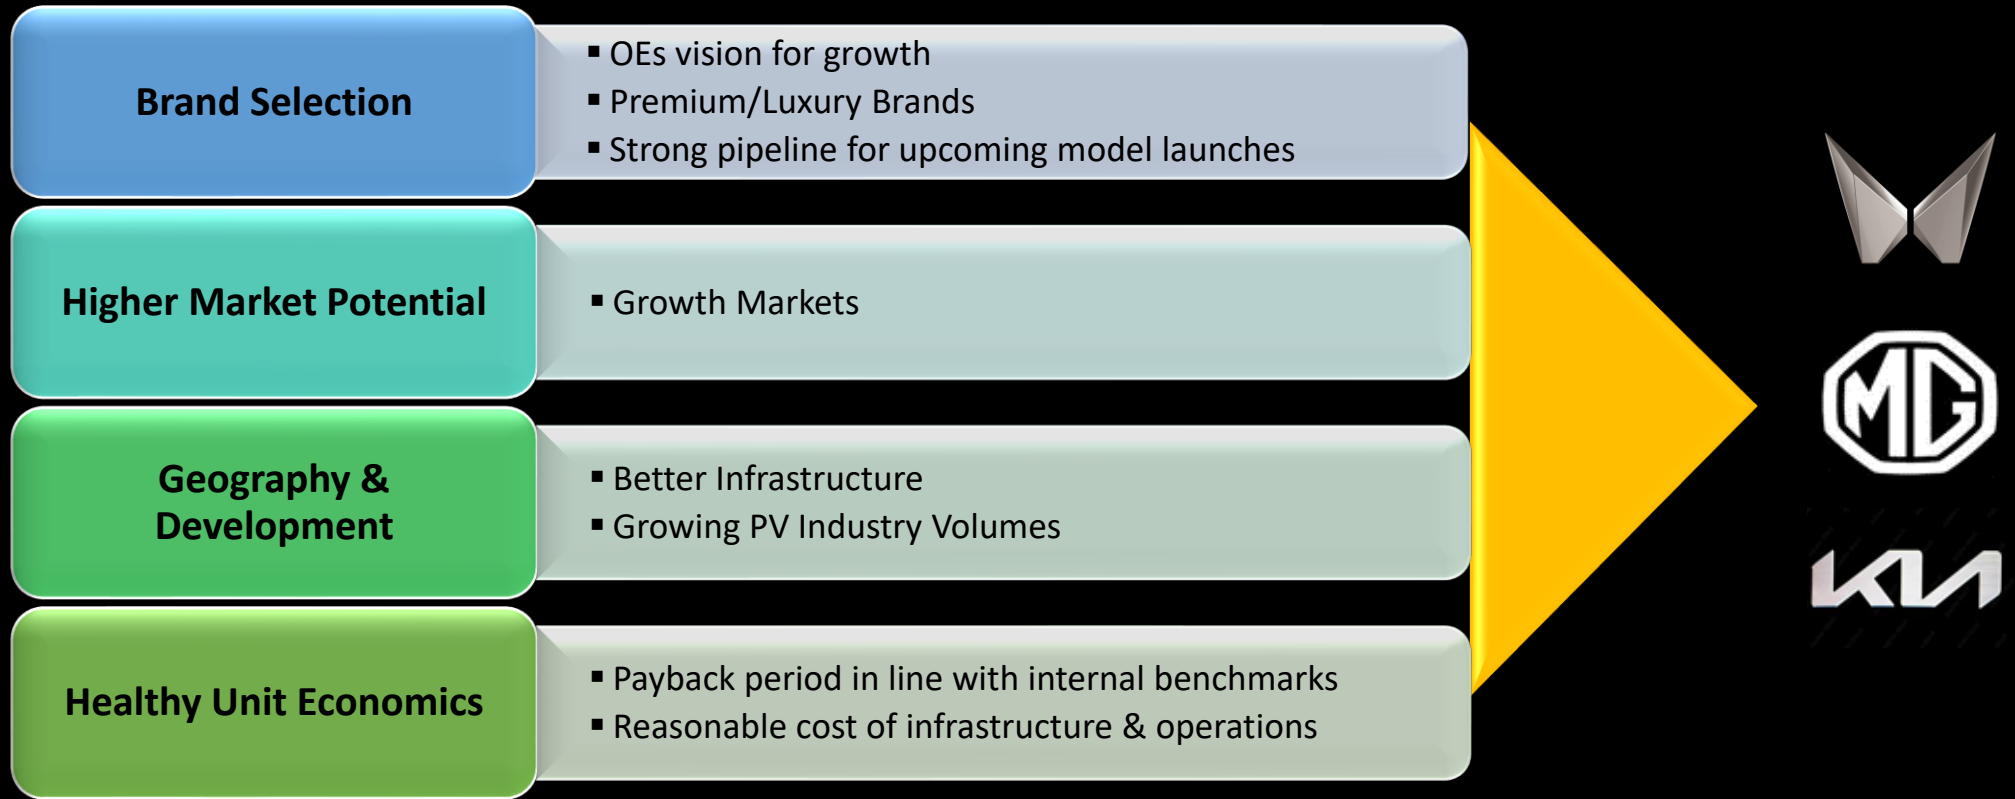 Brand Selection
▪ OEs vision for growth
▪ Premium/Luxury Brands
▪ Strong pipeline for upcoming model launches
Higher Market Potential
▪ Growth Markets
Geography &
Development
▪ Better Infrastructure
▪ Growing PV Industry Volumes
Healthy Unit Economics
▪ Payback period in line with internal benchmarks
▪ Reasonable cost of infrastructure & operations
MG
KIA